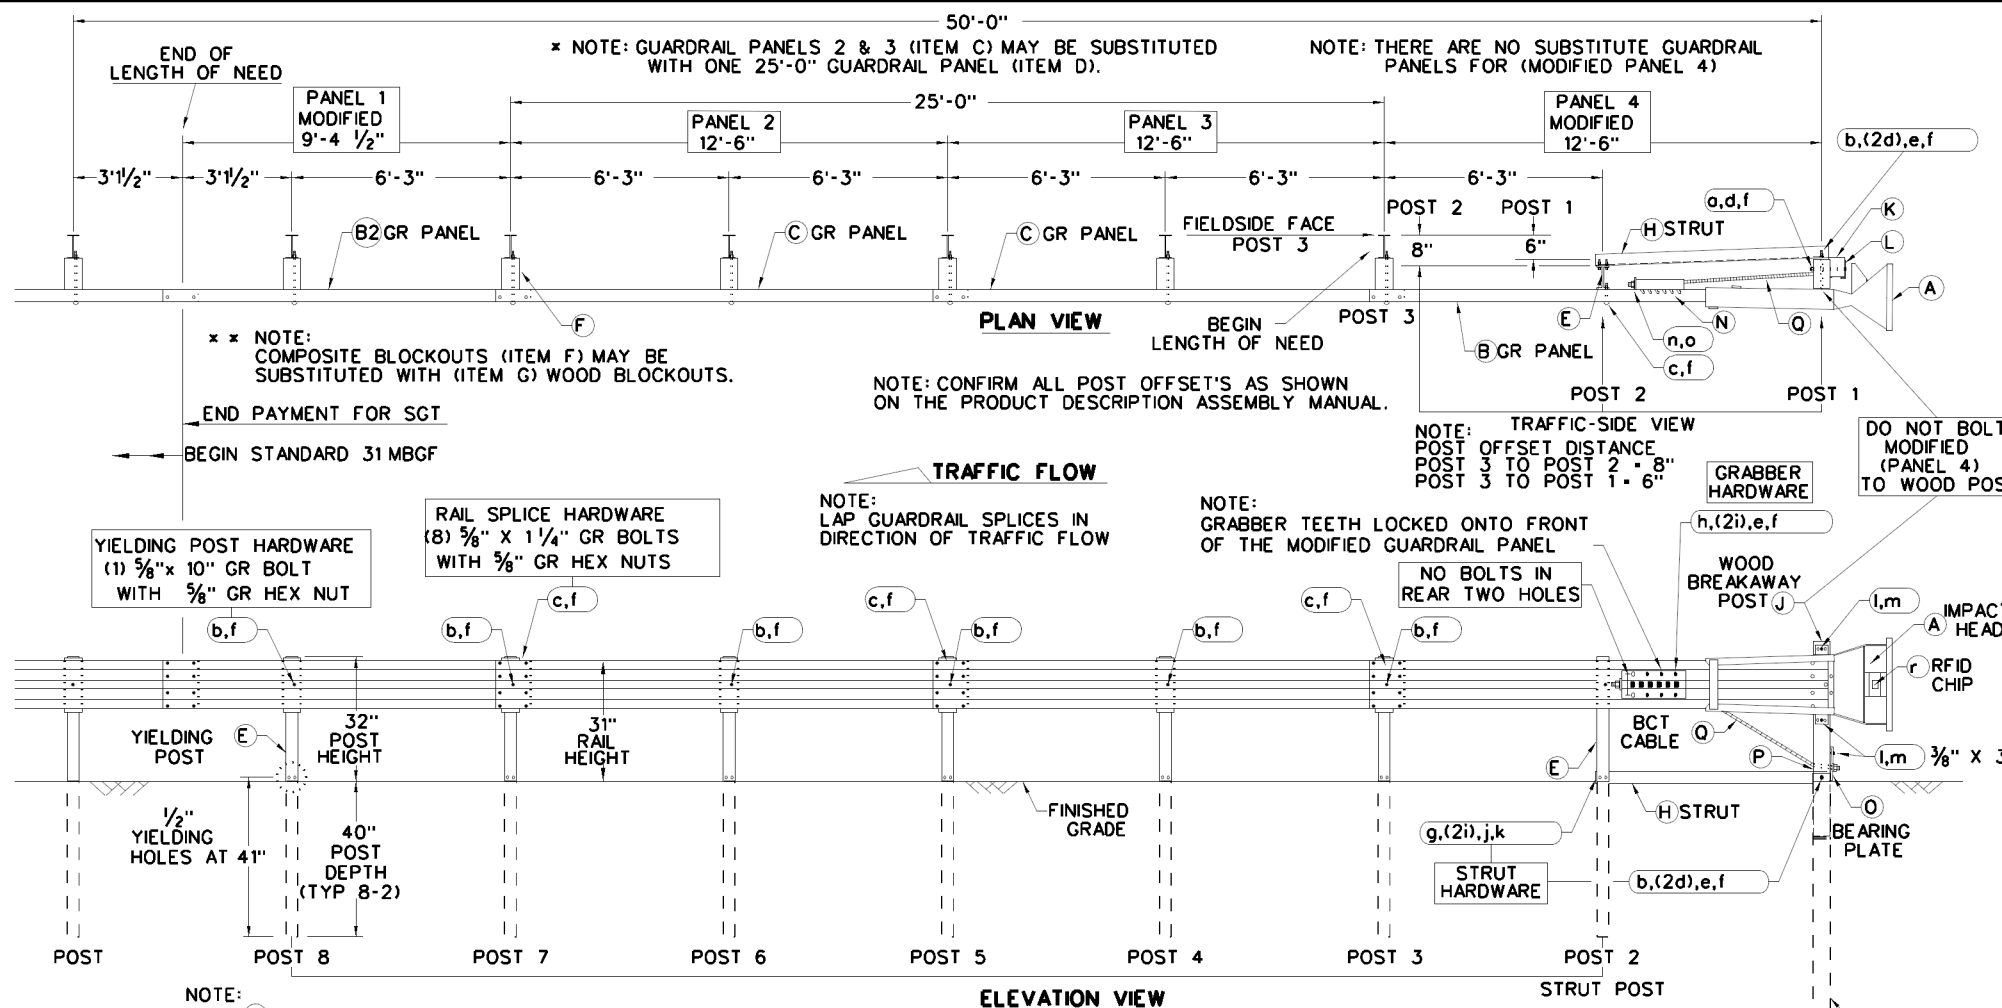 50'-0"
END OF
LENGTH OF NEED
* NOTE: GUARDRAIL PANELS 2 & 3 (ITEM C) MAY BE SUBSTITUTED
WITH ONE 25'-0" GUARDRAIL PANEL (ITEM D).
NOTE: THERE ARE NO SUBSTITUTE GUARDRAIL
PANELS FOR (MODIFIED PANEL 4)
PANEL 1
MODIFIED
9'-4 1/2"
25'-0"
PANEL 2
12'-6"
PANEL 3
12'-6"
PANEL 4
MODIFIED
12'-6"
b,(2d),e,f
3'1/2"
3'1/2"
6'-3"
6'-3"
6'-3"
6'-3"
6'-3"
6'-3"
B2 GR PANEL
C GR PANEL
C GR PANEL
FIELDSIDE FACE
POST 3
POST 2
8"
POST 1
6"
H STRUT
a,d,f
K
L
A
F
PLAN VIEW
BEGIN
LENGTH OF NEED
POST 3
B GR PANEL
E
N
Q
n,o
c,f
* * NOTE:
COMPOSITE BLOCKOUTS (ITEM F) MAY BE
SUBSTITUTED WITH (ITEM G) WOOD BLOCKOUTS.
NOTE: CONFIRM ALL POST OFFSET'S AS SHOWN
ON THE PRODUCT DESCRIPTION ASSEMBLY MANUAL.
POST 2
POST 1
END PAYMENT FOR SGT
BEGIN STANDARD 31 MBGF
TRAFFIC-SIDE VIEW
NOTE:
POST OFFSET DISTANCE
POST 3 TO POST 2 = 8"
POST 3 TO POST 1 = 6"
DO NOT BOLT
MODIFIED
(PANEL 4)
TO WOOD POS
TRAFFIC FLOW
NOTE:
LAP GUARDRAIL SPLICES IN
DIRECTION OF TRAFFIC FLOW
NOTE:
GRABBER TEETH LOCKED ONTO FRONT
OF THE MODIFIED GUARDRAIL PANEL
GRABBER
HARDWARE
h,(2i),e,f
YIELDING POST HARDWARE
(1) 5/8"x 10" GR BOLT
WITH 5/8" GR HEX NUT
RAIL SPLICE HARDWARE
(8) 5/8" X 1 1/4" GR BOLTS
WITH 5/8" GR HEX NUTS
NO BOLTS IN
REAR TWO HOLES
WOOD
BREAKAWAY
POST J
l,m
A IMPACT
HEAD
r RFID
CHIP
b,f
b,f
c,f
b,f
c,f
b,f
b,f
c,f
b,f
YIELDING
POST
E
32"
POST
HEIGHT
31"
RAIL
HEIGHT
BCT
CABLE
Q
E
P
l,m
3/8" X 3
1/2"
YIELDING
HOLES AT 41"
40"
POST
DEPTH
(TYP 8-2)
FINISHED
GRADE
H STRUT
O
BEARING
PLATE
g,(2i),j,k
STRUT
HARDWARE
b,(2d),e,f
POST
POST 8
POST 7
POST 6
POST 5
POST 4
POST 3
POST 2
STRUT POST
NOTE:
ELEVATION VIEW